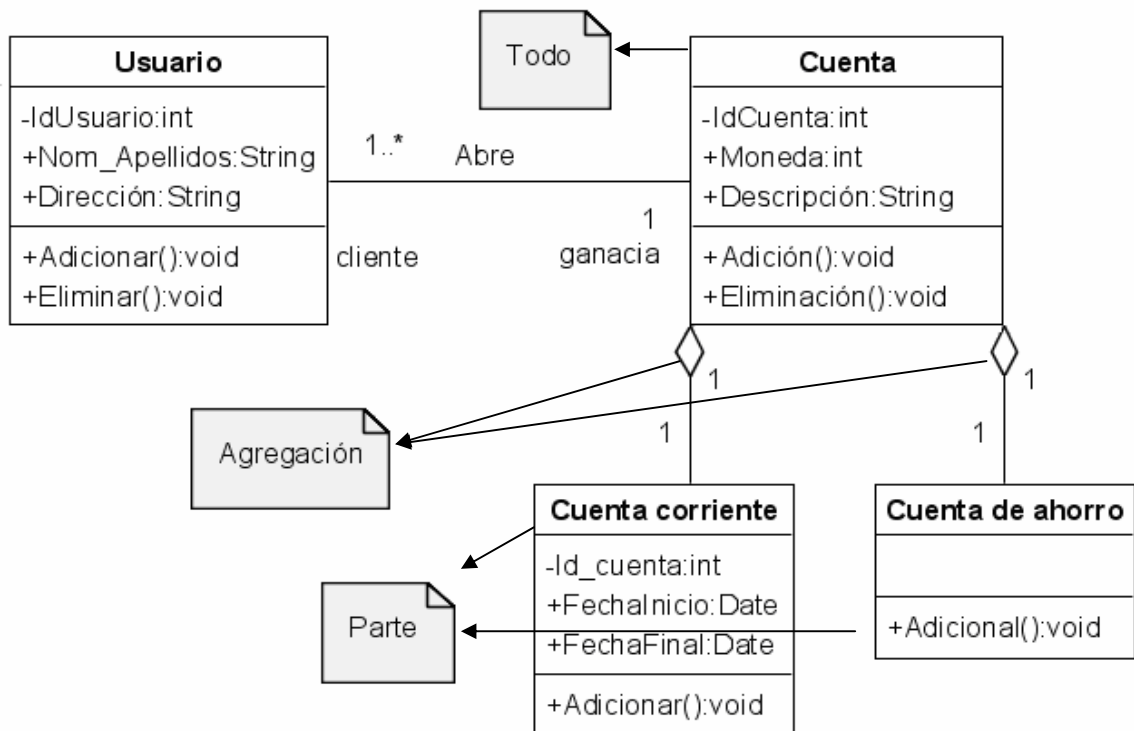 Usuario
-IdUsuario:int
+Nom_Apellidos:String
+Dirección:String
+Adicionar():void
+Eliminar():void
Todo
1..*
Abre
cliente
1
ganacia
Cuenta
-IdCuenta:int
+Moneda:int
+Descripción:String
+Adición():void
+Eliminación():void
1
1
1
1
Agregación
Cuenta corriente
-Id_cuenta:int
+FechaInicio:Date
+FechaFinal:Date
+Adicionar():void
Cuenta de ahorro
+Adicional():void
Parte